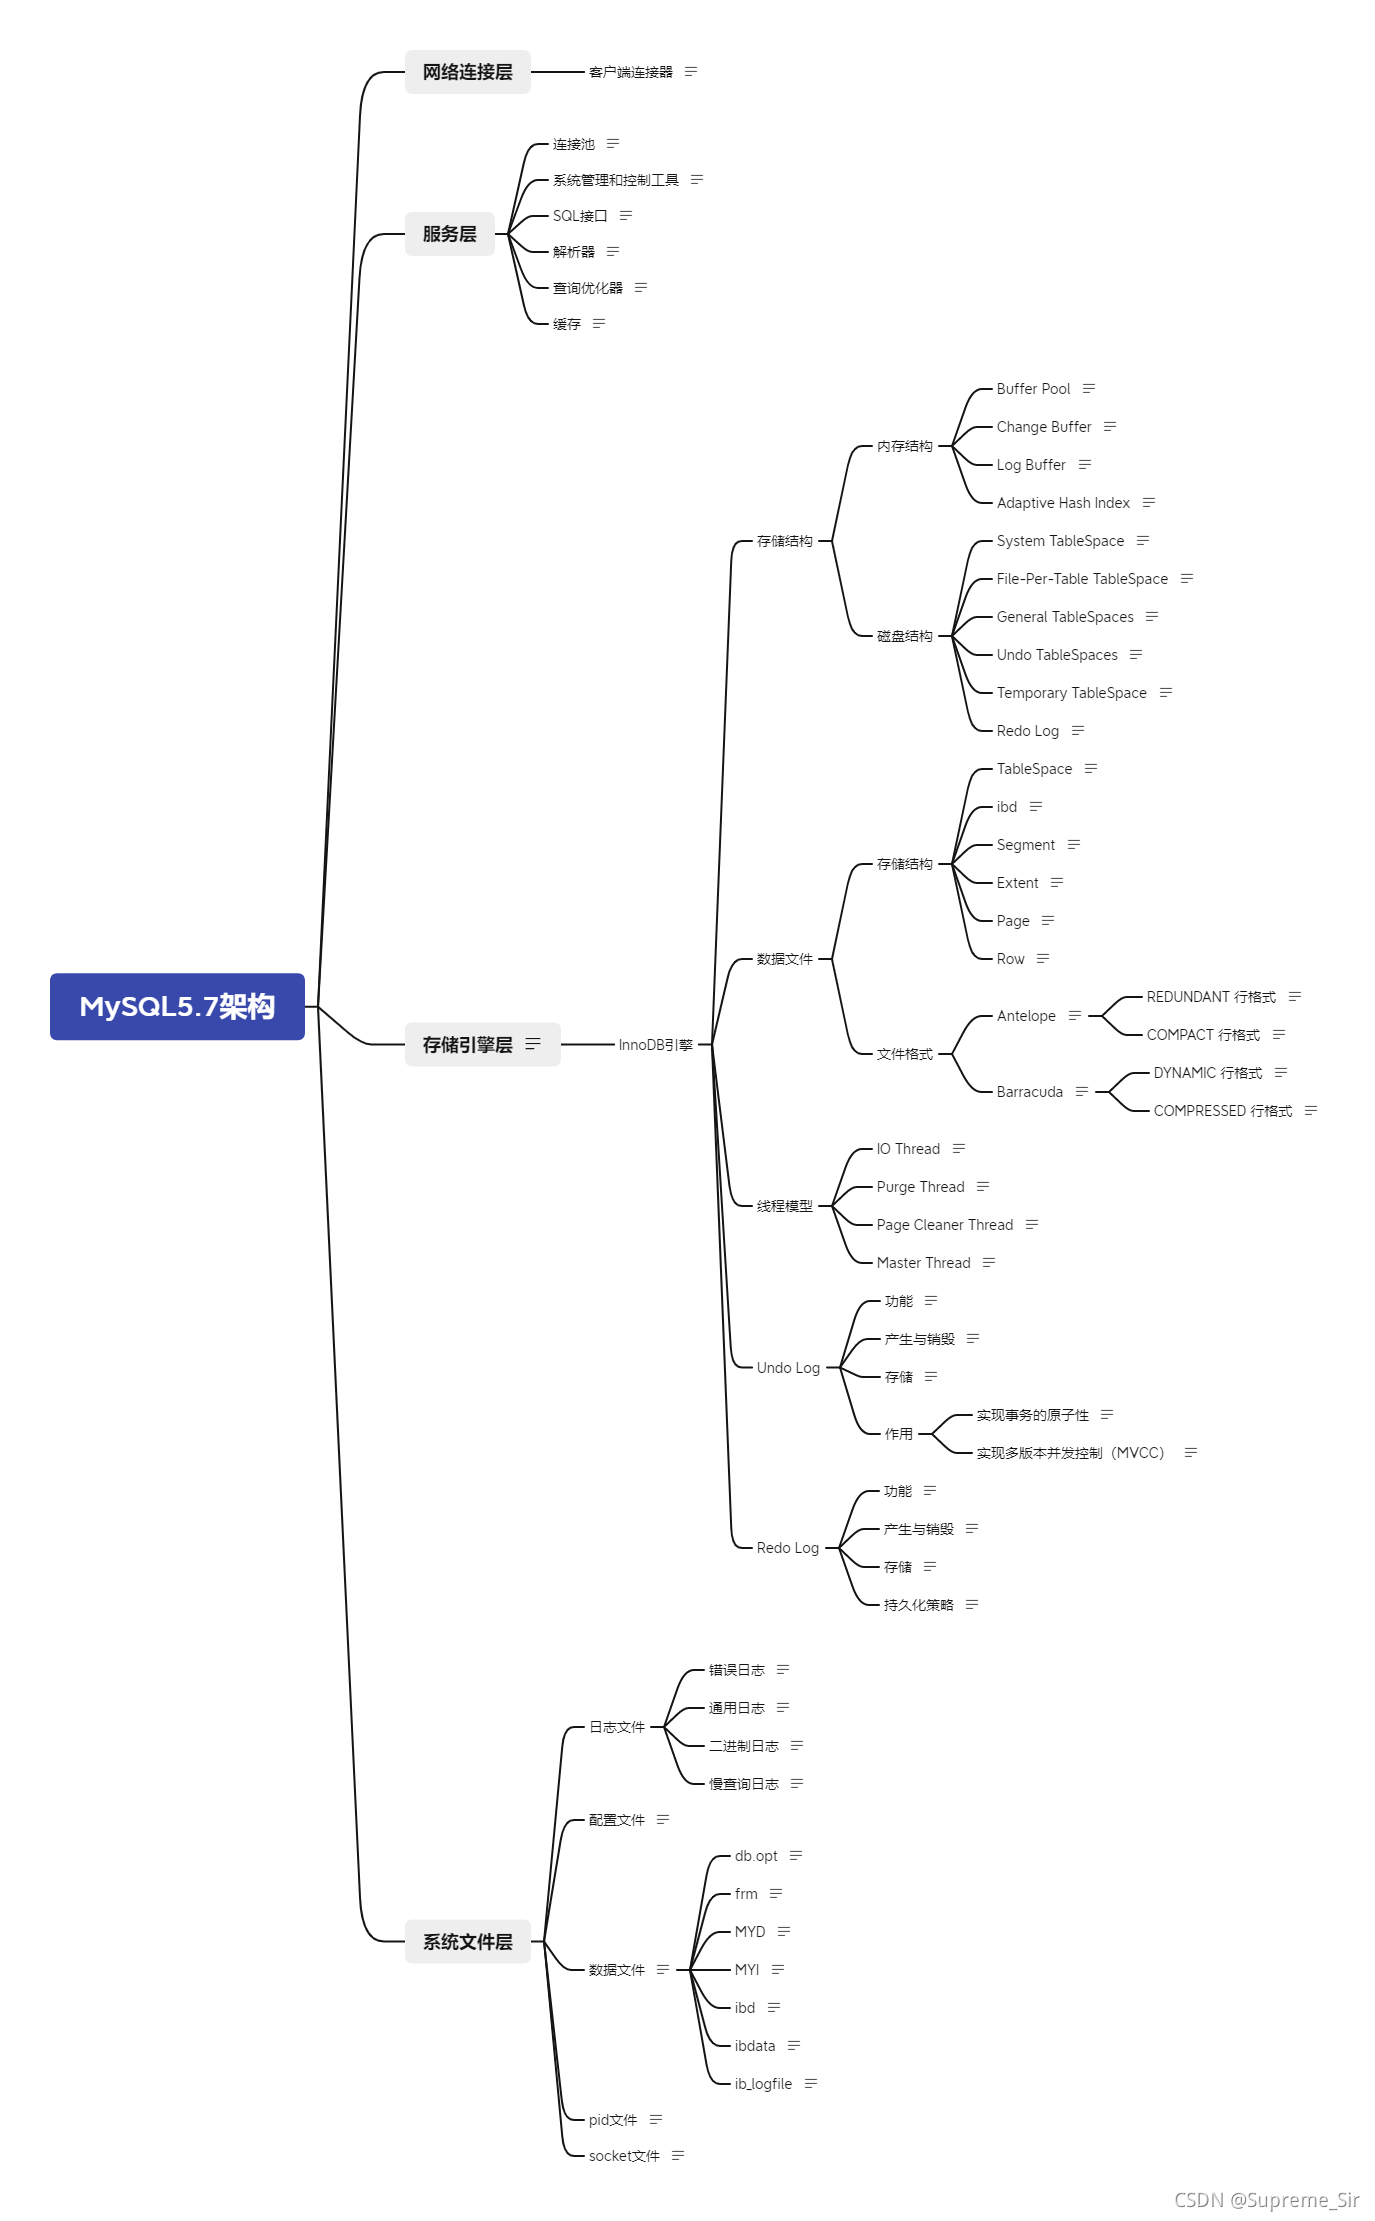 网络连接层
客户端连接器
服务层
连接池
系统管理和控制工具
SQL接口
解析器
查询优化器
缓存
MySQL5.7架构
存储引擎层
InnoDB引擎
存储结构
内存结构
Buffer Pool
Change Buffer
Log Buffer
Adaptive Hash Index
磁盘结构
System TableSpace
File-Per-Table TableSpace
General TableSpaces
Undo TableSpaces
Temporary TableSpace
Redo Log
数据文件
存储结构
TableSpace
ibd
Segment
Extent
Page
Row
文件格式
Antelope
REDUNDANT 行格式
COMPACT 行格式
Barracuda
DYNAMIC 行格式
COMPRESSED 行格式
线程模型
IO Thread
Purge Thread
Page Cleaner Thread
Master Thread
Undo Log
功能
产生与销毁
存储
作用
实现事务的原子性
实现多版本并发控制（MVCC）
Redo Log
功能
产生与销毁
存储
持久化策略
系统文件层
日志文件
错误日志
通用日志
二进制日志
慢查询日志
配置文件
数据文件
db.opt
frm
MYD
MYI
ibd
ibdata
ib_logfile
pid文件
socket文件
CSDN @Supreme_Sir